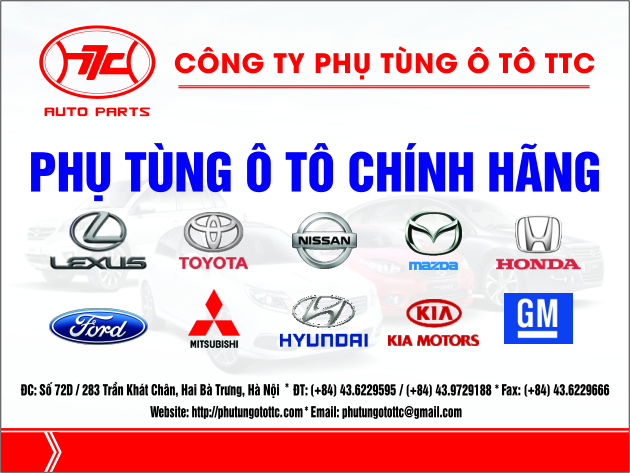 TTC
AUTO PARTS
CÔNG TY PHỤ TÙNG Ô TÔ TTC
PHỤ TÙNG Ô TÔ CHÍNH HÃNG
LEXUS TOYOTA NISSAN mazda HONDA
Ford MITSUBISHI HYUNDAI KIA KIA MOTORS GM
ĐC: Số 72D / 283 Trần Khát Chân, Hai Bà Trưng, Hà Nội * ĐT: (+84) 43.6229595 / (+84) 43.9729188 * Fax: (+84) 43.6229666
Website: http://phutungotottc.com * Email: phutungotottc@gmail.com